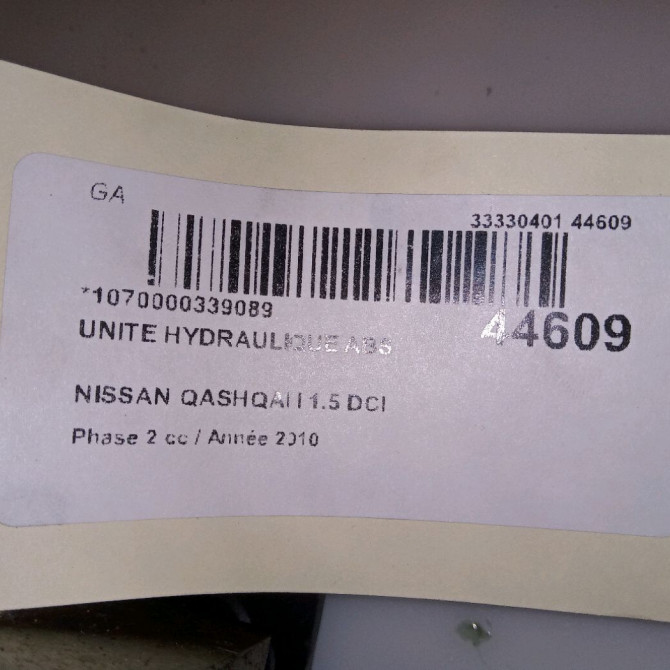 GA
33330401 44609
*1070000339089
44609
UNITE HYDRAULIQUE ABS
NISSAN QASHQAI I 1.5 DCI
Phase 2 cc / Année 2010